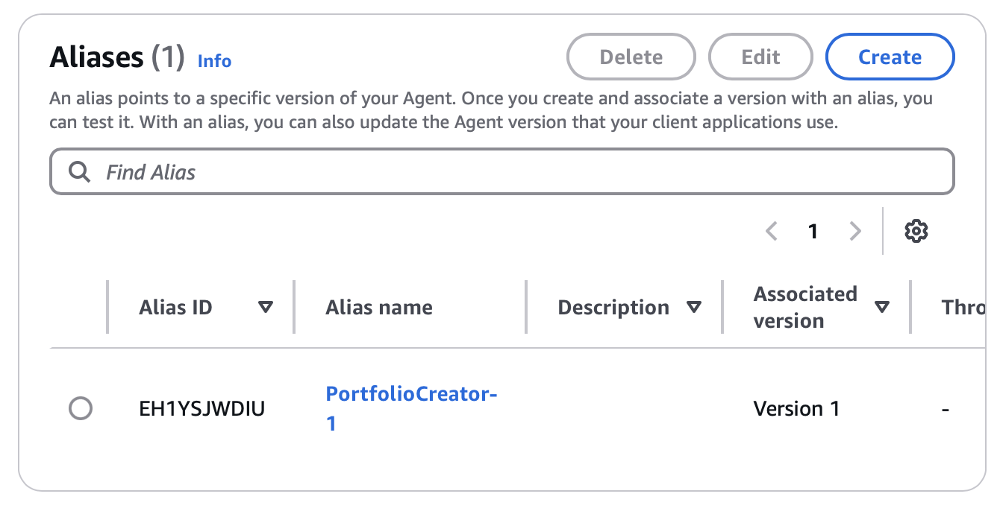 Aliases (1) Info
Delete
Edit
Create
An alias points to a specific version of your Agent. Once you create and associate a version with an alias, you
can test it. With an alias, you can also update the Agent version that your client applications use.
Find Alias
1
Alias ID
Alias name
Description
Associated
version
Thro
EH1YSJWDIU
PortfolioCreator-
1
Version 1
-